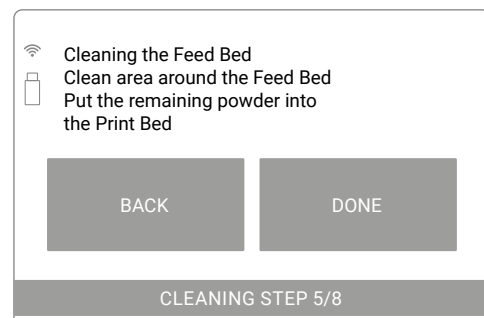 Cleaning the Feed Bed
Clean area around the Feed Bed
Put the remaining powder into
the Print Bed
BACK
DONE
CLEANING STEP 5/8